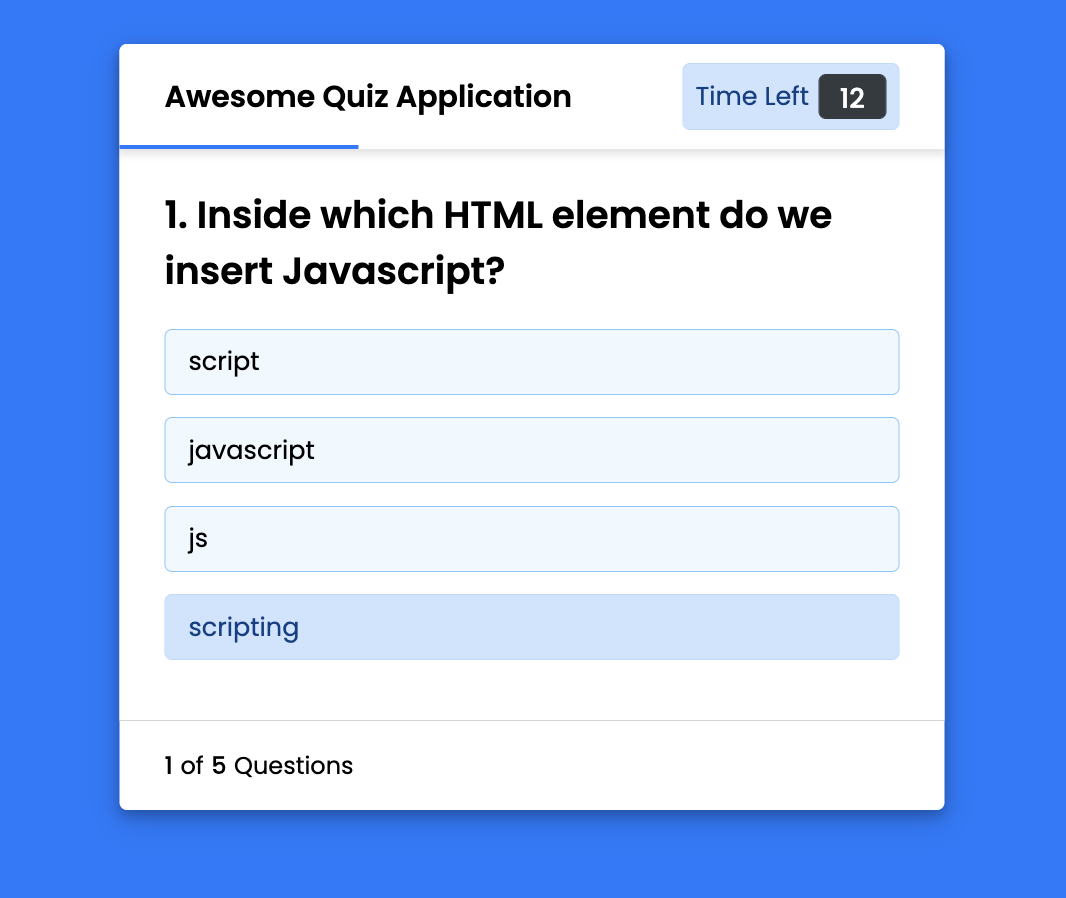 Awesome Quiz Application
Time Left 12
1. Inside which HTML element do we
insert Javascript?
script
javascript
js
scripting
1 of 5 Questions